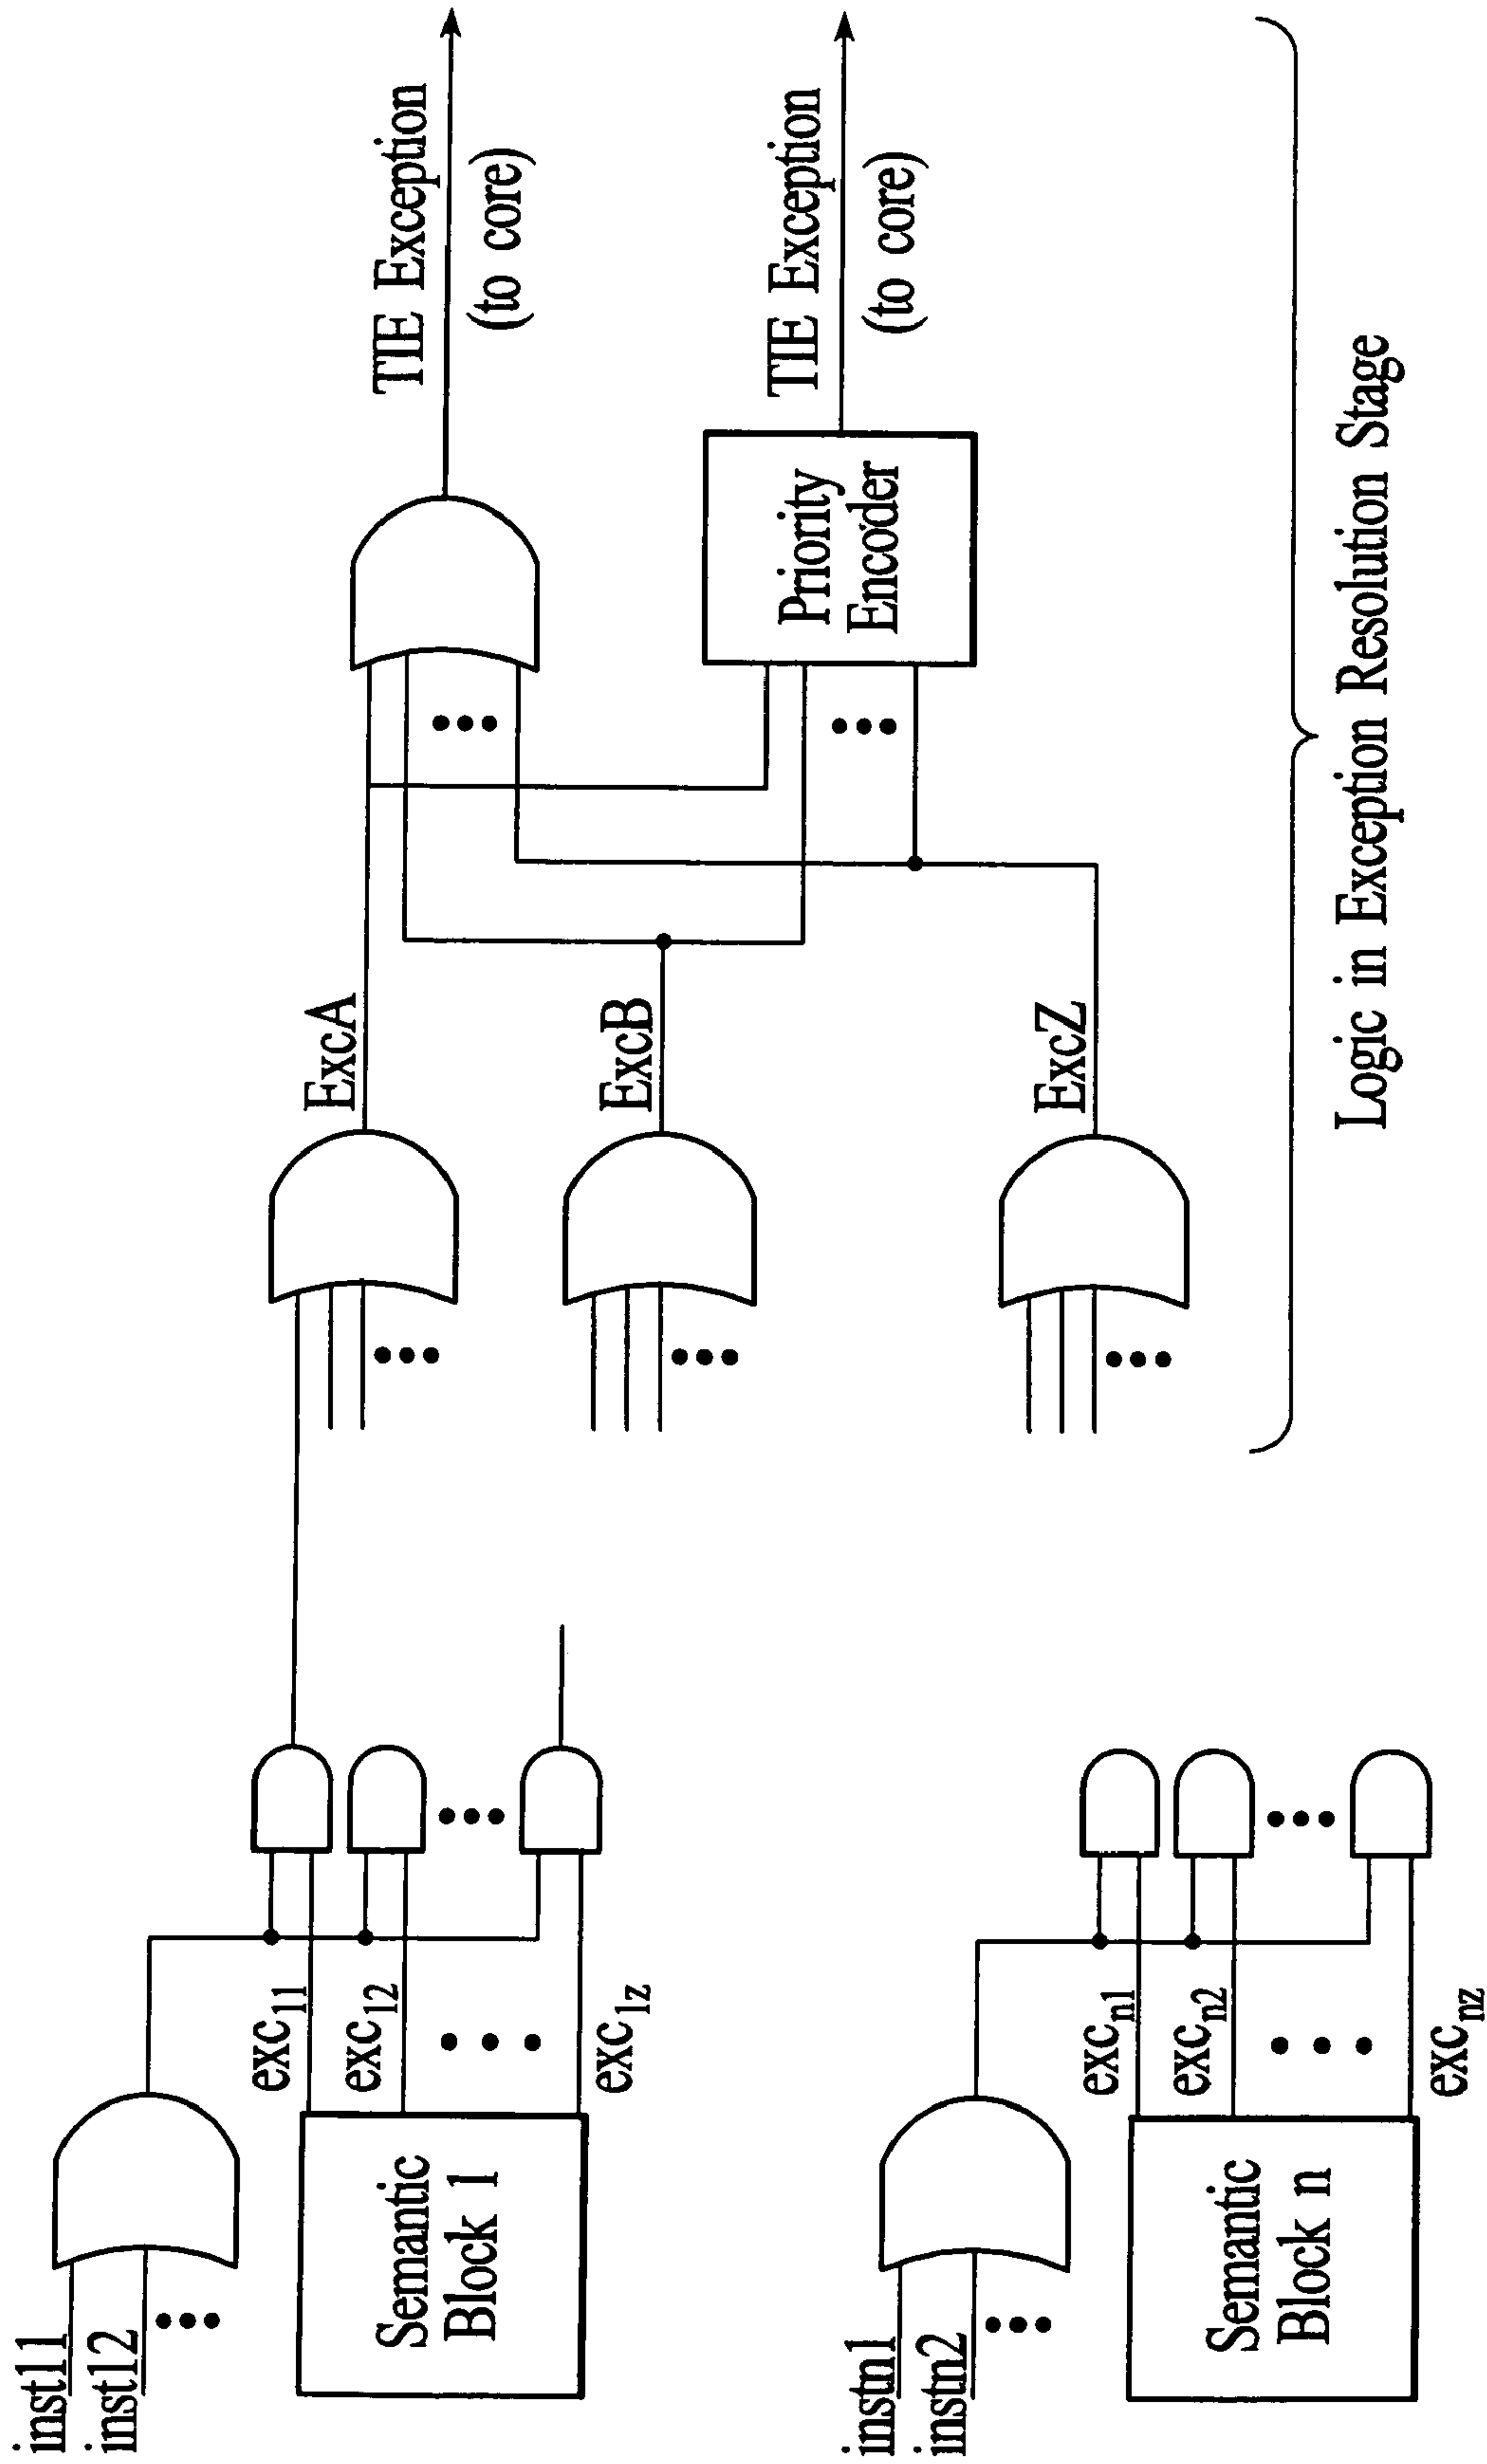 inst11
inst12
Semantic
Block 1
exc11
exc12
exc1z
ExcA
TIE Exception
(to core)
ExcB
Priority
Encoder
TIE Exception
(to core)
instn1
instn2
Semantic
Block n
excn1
excn2
excnz
ExcZ
Logic in Exception Resolution Stage